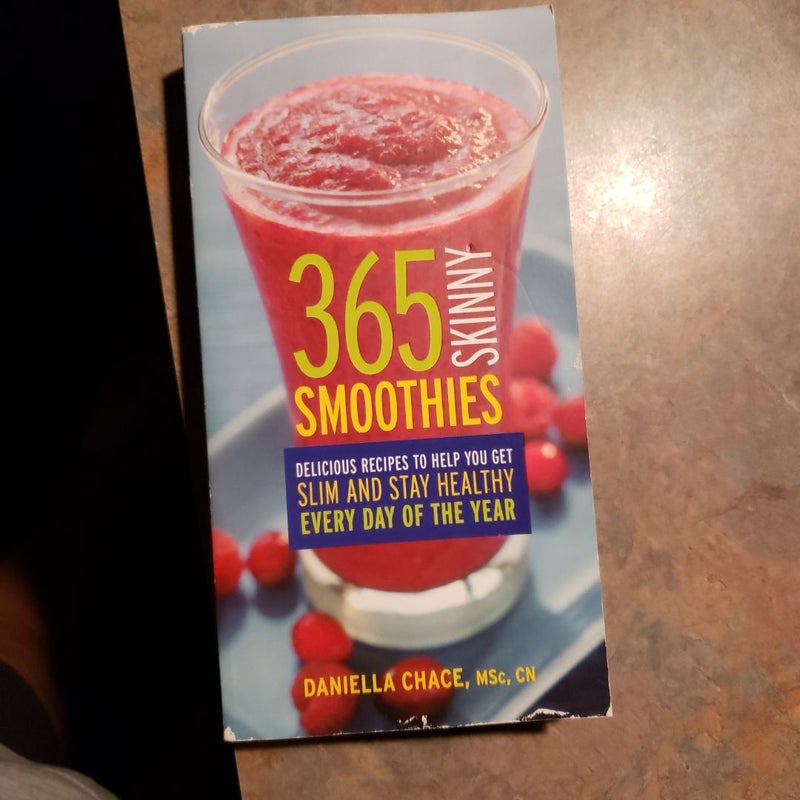 365
SKINNY
SMOOTHIES
DELICIOUS RECIPES TO HELP YOU GET
SLIM AND STAY HEALTHY
EVERY DAY OF THE YEAR
DANIELLA CHACE, MSc, CN